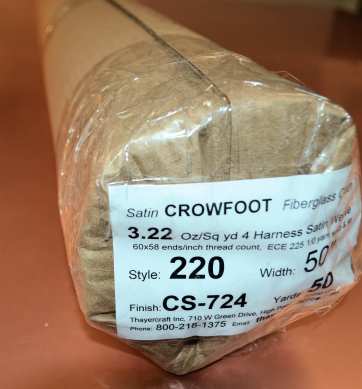 Satin CROWFOOT Fiberglass
3.22 Oz/Sq yd 4 Harness Satin Weave
60x58 ends/inch thread count, ECE 225 1/0
Style: 220 Width: 50
Finish: CS-724 Yards: 50
Thayercraft Inc, 710 W Green Drive, High
Phone: 800-218-1375 Email